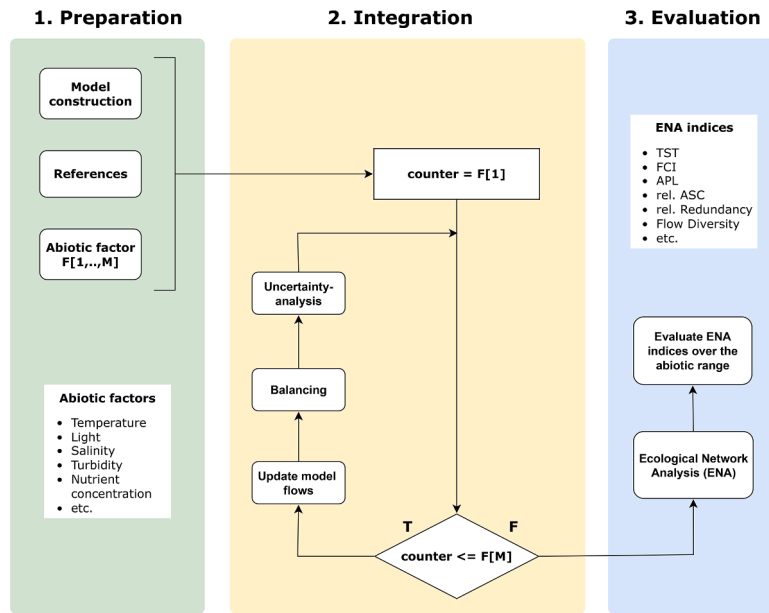 1. Preparation
Model
construction
References
Abiotic factor
F[1,..,M]
Abiotic factors
• Temperature
• Light
• Salinity
• Turbidity
• Nutrient
concentration
• etc.
2. Integration
counter = F[1]
Uncertainty-
analysis
Balancing
Update model
flows
T
F
counter <= F[M]
3. Evaluation
ENA indices
• TST
• FCI
• APL
• rel. ASC
• rel. Redundancy
• Flow Diversity
• etc.
Evaluate ENA
indices over the
abiotic range
Ecological Network
Analysis (ENA)